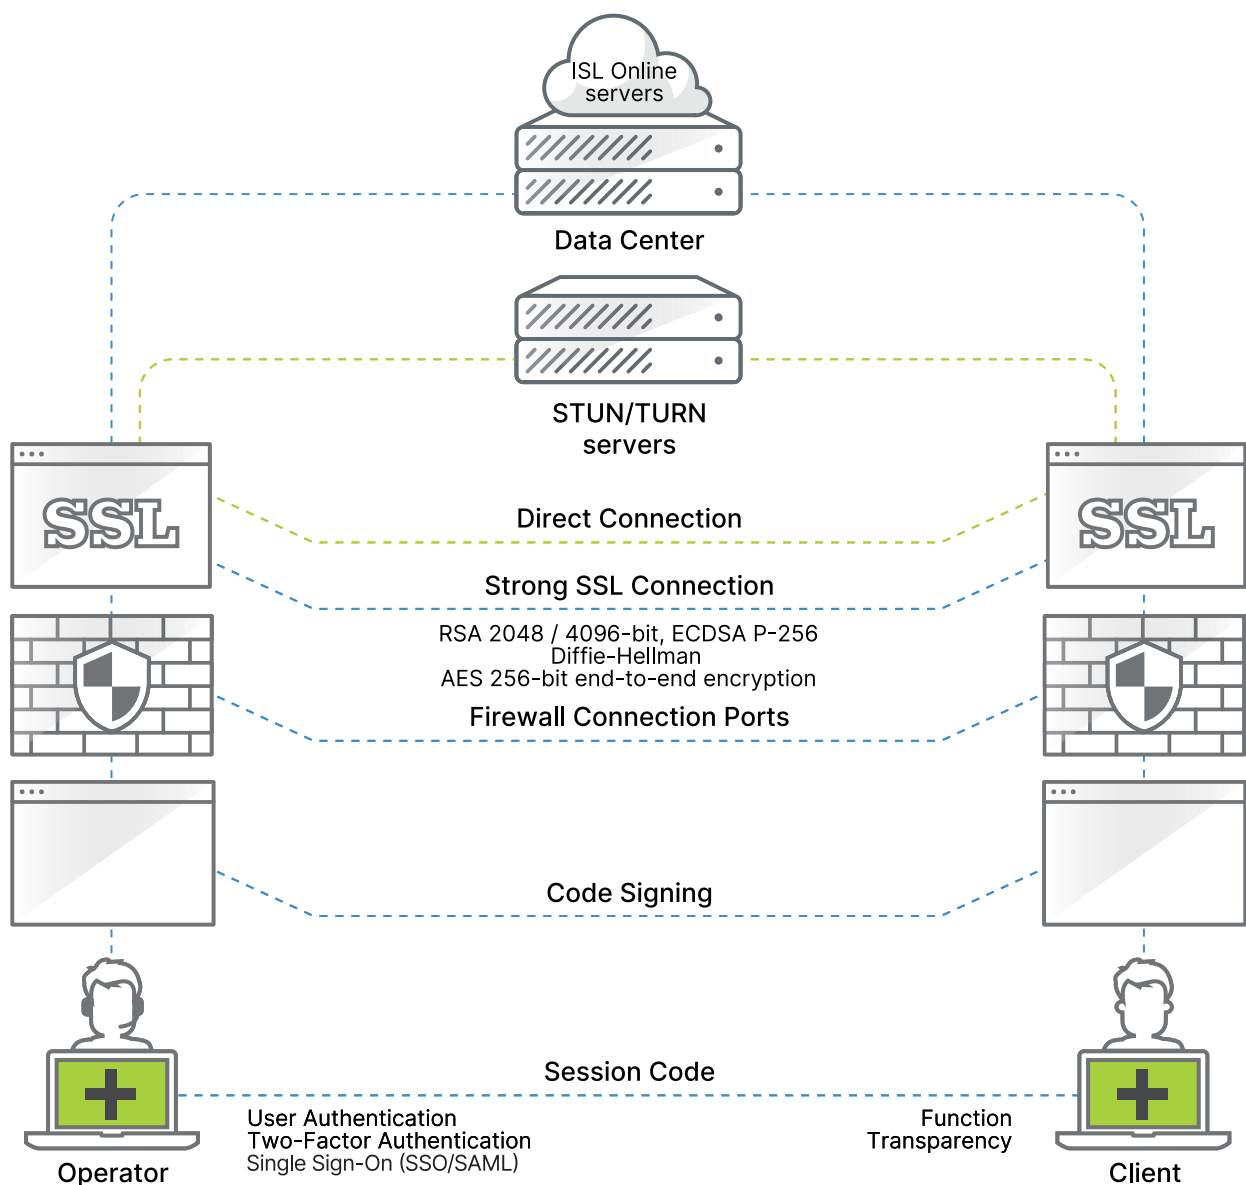 ISL Online
servers
Data Center
STUN/TURN
servers
SSL
SSL
Direct Connection
Strong SSL Connection
RSA 2048 / 4096-bit, ECDSA P-256
Diffie-Hellman
AES 256-bit end-to-end encryption
Firewall Connection Ports
Code Signing
Session Code
User Authentication
Two-Factor Authentication
Single Sign-On (SSO/SAML)
Function
Transparency
Operator
Client